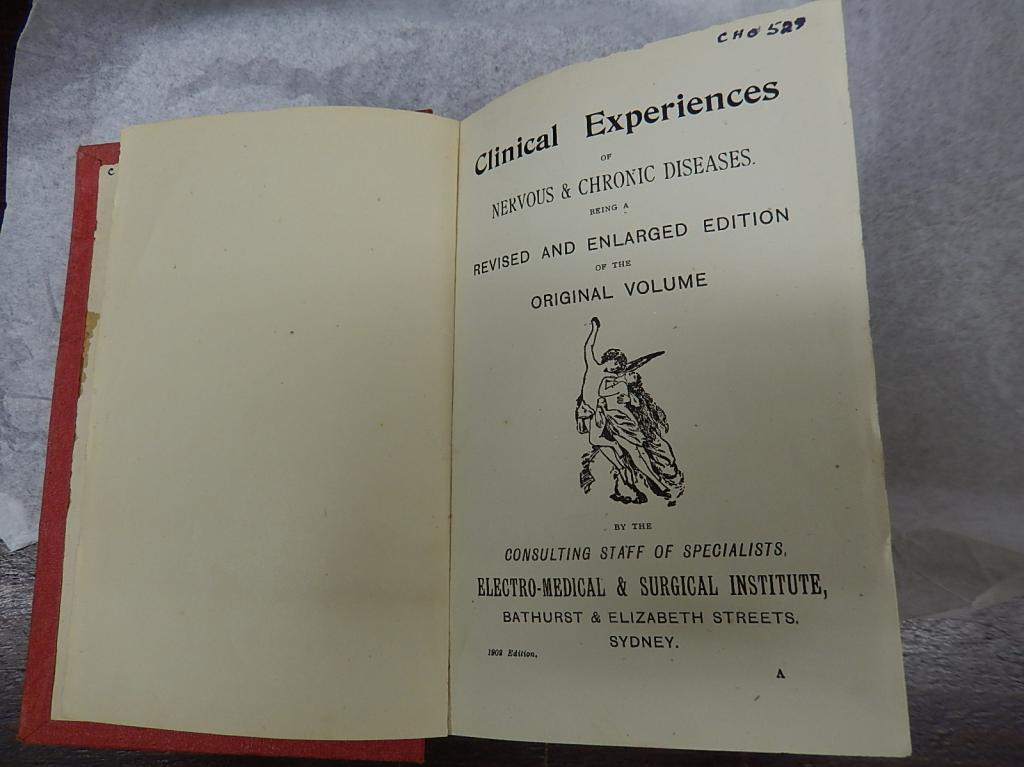 CHO 529
C
Clinical Experiences
OF
NERVOUS & CHRONIC DISEASES.
BEING A
REVISED AND ENLARGED EDITION
OF THE
ORIGINAL VOLUME
BY THE
CONSULTING STAFF OF SPECIALISTS,
ELECTRO-MEDICAL & SURGICAL INSTITUTE,
BATHURST & ELIZABETH STREETS,
SYDNEY.
1902 Edition,
A